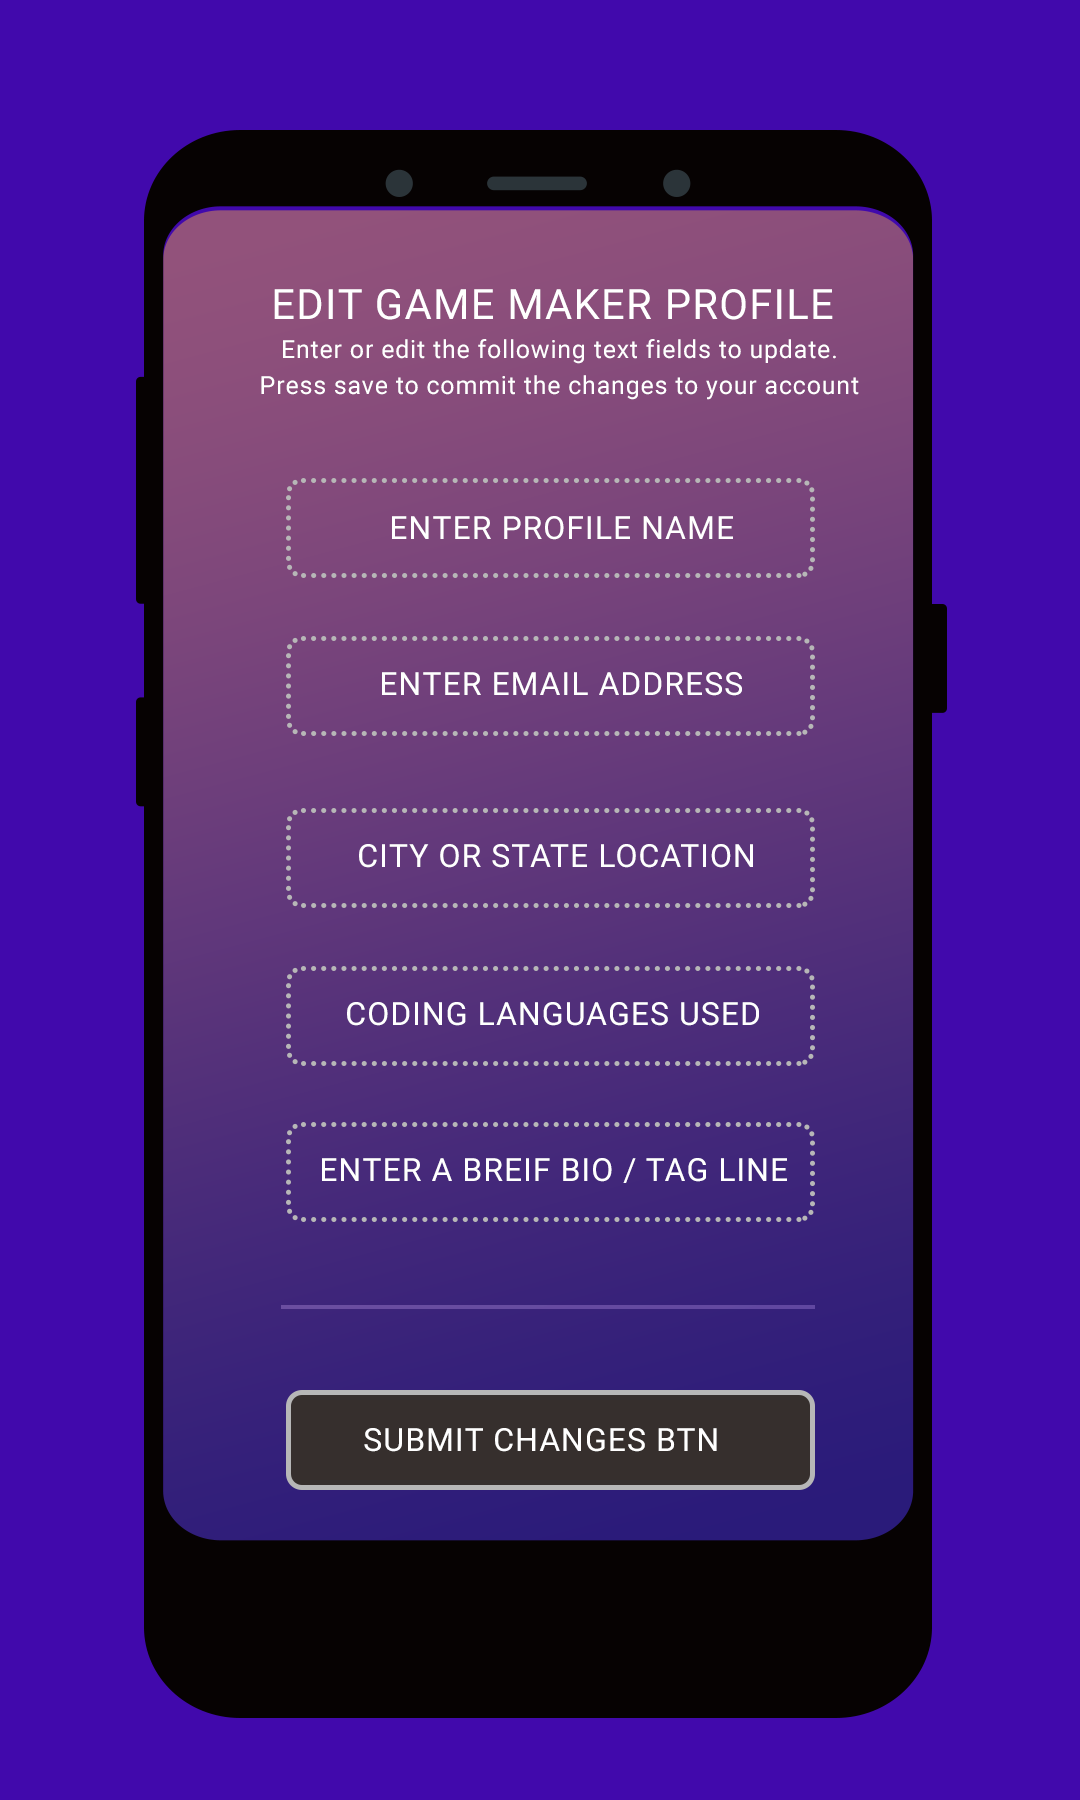 EDIT GAME MAKER PROFILE
Enter or edit the following text fields to update.
Press save to commit the changes to your account
ENTER PROFILE NAME
ENTER EMAIL ADDRESS
CITY OR STATE LOCATION
CODING LANGUAGES USED
ENTER A BREIF BIO / TAG LINE
SUBMIT CHANGES BTN